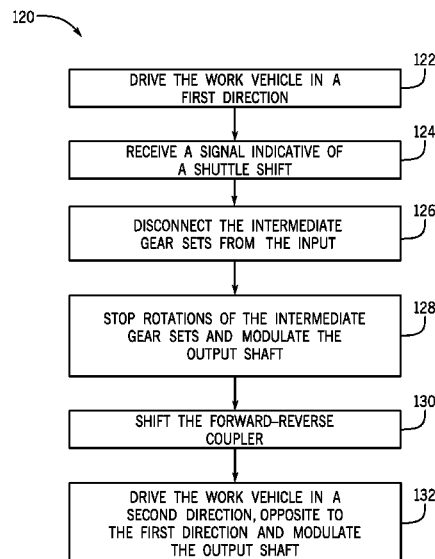 120
122
DRIVE THE WORK VEHICLE IN A
FIRST DIRECTION
124
RECEIVE A SIGNAL INDICATIVE OF
A SHUTTLE SHIFT
126
DISCONNECT THE INTERMEDIATE
GEAR SETS FROM THE INPUT
128
STOP ROTATIONS OF THE INTERMEDIATE
GEAR SETS AND MODULATE THE
OUTPUT SHAFT
130
SHIFT THE FORWARD-REVERSE
COUPLER
132
DRIVE THE WORK VEHICLE IN A
SECOND DIRECTION, OPPOSITE TO
THE FIRST DIRECTION AND MODULATE
THE OUTPUT SHAFT